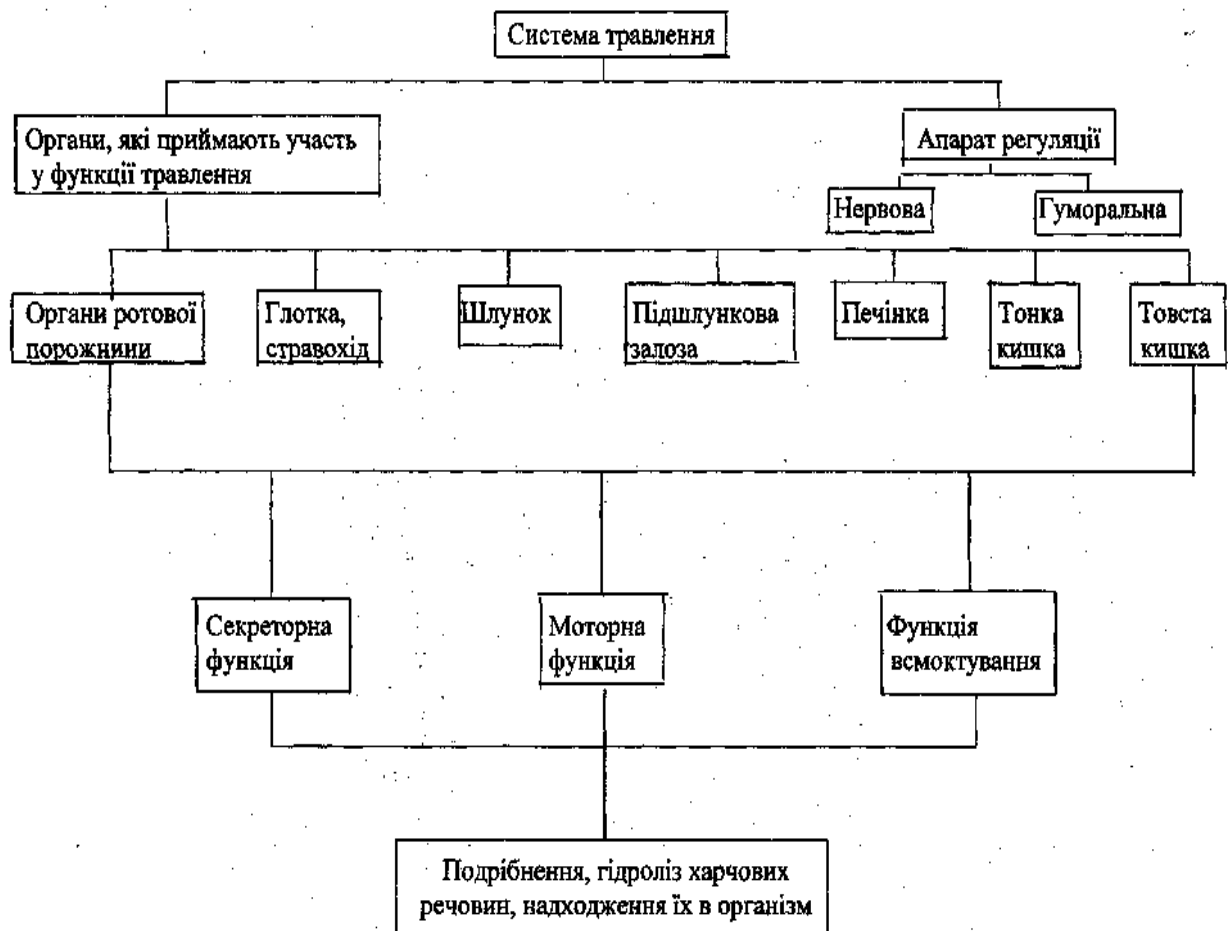 Система травлення
Органи, які приймають участь
у функції травлення
Апарат регуляції
Нервова
Гуморальна
Органи ротової
порожнини
Глотка,
стравохід
Шлунок
Підшлункова
залоза
Печінка
Тонка
кишка
Товста
кишка
Секреторна
функція
Моторна
функція
Функція
всмоктування
Подрібнення, гідроліз харчових
речовин, надходження їх в організм